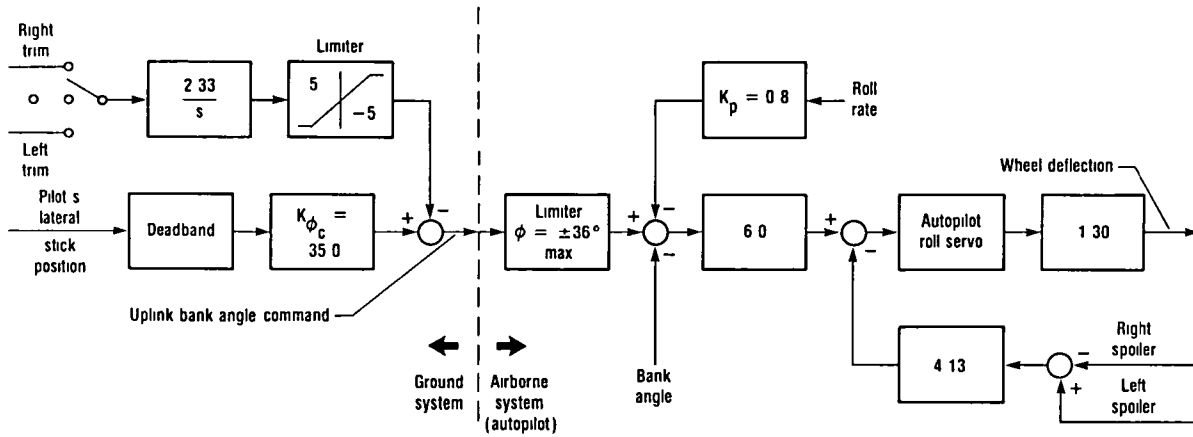 Right
trim
Left
trim
2 33
s
Limiter
5
-5
Pilot s
lateral
stick
position
Deadband
Kϕc =
35 0
+
-
Uplink bank angle command
Ground
system
Airborne
system
(autopilot)
Limiter
ϕ = ±36°
max
Kp = 0 8
Roll
rate
+
-
-
Bank
angle
6 0
+
-
Autopilot
roll servo
1 30
Wheel deflection
4 13
-
+
Right
spoiler
Left
spoiler